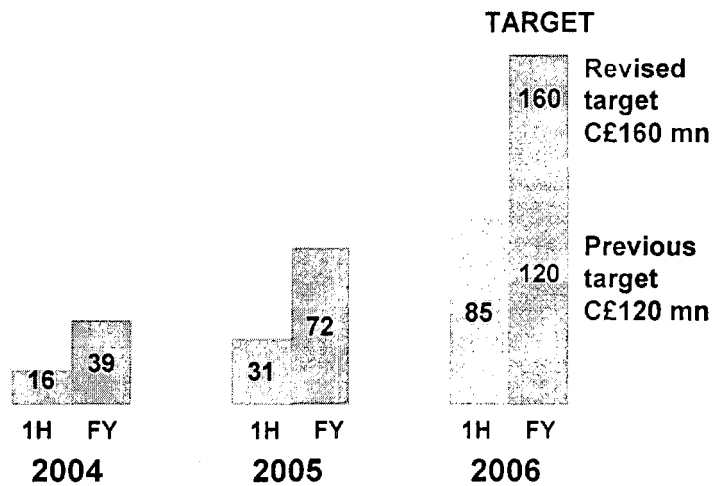 TARGET
160
Revised
target
C£160 mn
120
Previous
target
C£120 mn
16
39
31
72
85
1H FY
1H FY
1H FY
2004
2005
2006